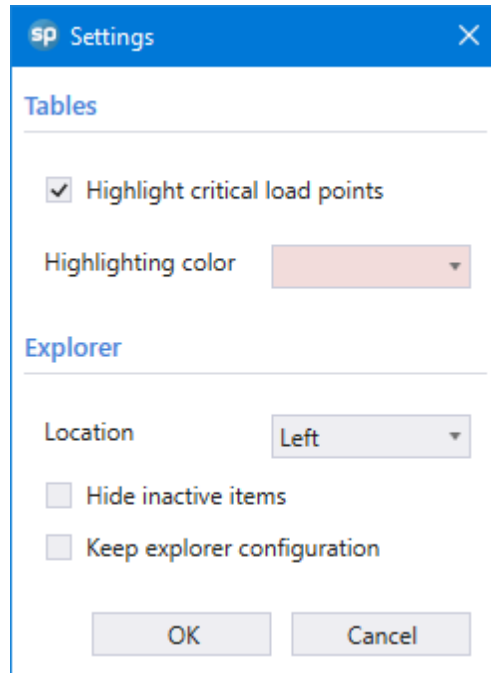 sp Settings
Tables
Highlight critical load points
Highlighting color
Explorer
Location Left
Hide inactive items
Keep explorer configuration
OK Cancel